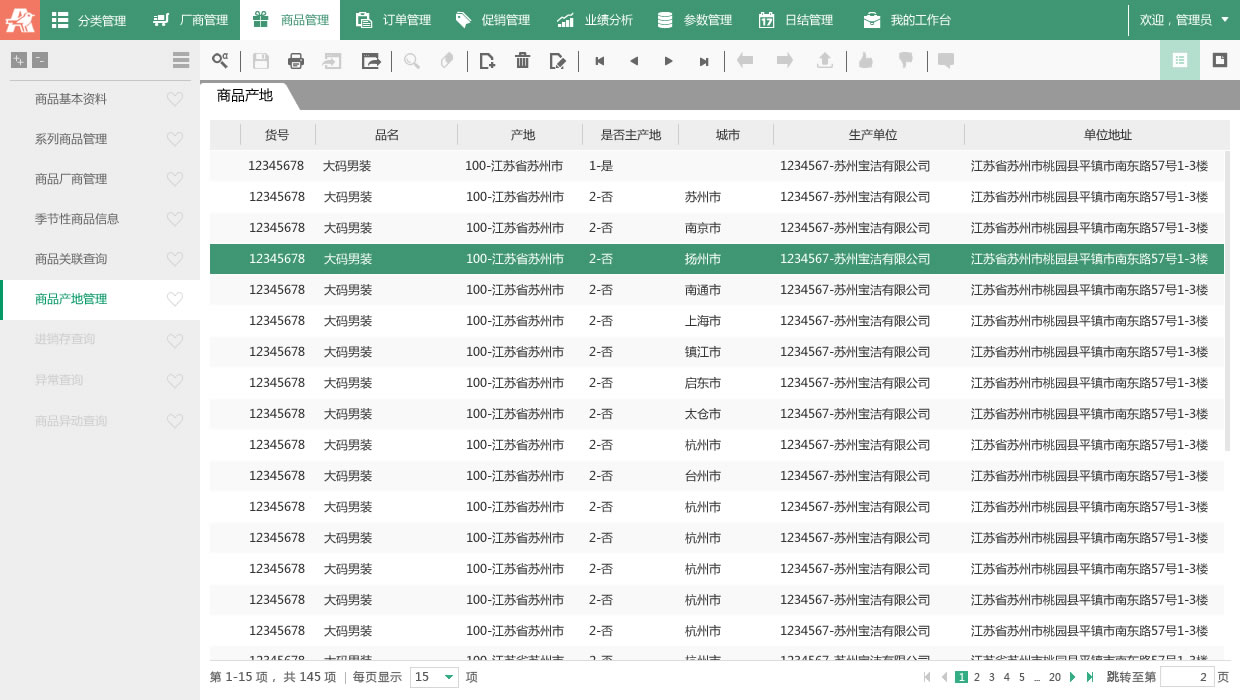 分类管理 厂商管理 商品管理 订单管理 促销管理 业绩分析 参数管理 日结管理 我的工作台 欢迎，管理员
商品基本资料
系列商品管理
商品厂商管理
季节性商品信息
商品关联查询
商品产地管理
进销存查询
异常查询
商品异动查询
商品产地
货号 品名 产地 是否主产地 城市 生产单位 单位地址
12345678 大码男装 100-江苏省苏州市 1-是 1234567-苏州宝洁有限公司 江苏省苏州市桃园县平镇市南东路57号1-3楼
12345678 大码男装 100-江苏省苏州市 2-否 苏州市 1234567-苏州宝洁有限公司 江苏省苏州市桃园县平镇市南东路57号1-3楼
12345678 大码男装 100-江苏省苏州市 2-否 南京市 1234567-苏州宝洁有限公司 江苏省苏州市桃园县平镇市南东路57号1-3楼
12345678 大码男装 100-江苏省苏州市 2-否 扬州市 1234567-苏州宝洁有限公司 江苏省苏州市桃园县平镇市南东路57号1-3楼
12345678 大码男装 100-江苏省苏州市 2-否 南通市 1234567-苏州宝洁有限公司 江苏省苏州市桃园县平镇市南东路57号1-3楼
12345678 大码男装 100-江苏省苏州市 2-否 上海市 1234567-苏州宝洁有限公司 江苏省苏州市桃园县平镇市南东路57号1-3楼
12345678 大码男装 100-江苏省苏州市 2-否 镇江市 1234567-苏州宝洁有限公司 江苏省苏州市桃园县平镇市南东路57号1-3楼
12345678 大码男装 100-江苏省苏州市 2-否 启东市 1234567-苏州宝洁有限公司 江苏省苏州市桃园县平镇市南东路57号1-3楼
12345678 大码男装 100-江苏省苏州市 2-否 太仓市 1234567-苏州宝洁有限公司 江苏省苏州市桃园县平镇市南东路57号1-3楼
12345678 大码男装 100-江苏省苏州市 2-否 杭州市 1234567-苏州宝洁有限公司 江苏省苏州市桃园县平镇市南东路57号1-3楼
12345678 大码男装 100-江苏省苏州市 2-否 台州市 1234567-苏州宝洁有限公司 江苏省苏州市桃园县平镇市南东路57号1-3楼
12345678 大码男装 100-江苏省苏州市 2-否 杭州市 1234567-苏州宝洁有限公司 江苏省苏州市桃园县平镇市南东路57号1-3楼
12345678 大码男装 100-江苏省苏州市 2-否 杭州市 1234567-苏州宝洁有限公司 江苏省苏州市桃园县平镇市南东路57号1-3楼
12345678 大码男装 100-江苏省苏州市 2-否 杭州市 1234567-苏州宝洁有限公司 江苏省苏州市桃园县平镇市南东路57号1-3楼
12345678 大码男装 100-江苏省苏州市 2-否 杭州市 1234567-苏州宝洁有限公司 江苏省苏州市桃园县平镇市南东路57号1-3楼
12345678 大码男装 100-江苏省苏州市 2-否 杭州市 1234567-苏州宝洁有限公司 江苏省苏州市桃园县平镇市南东路57号1-3楼
第 1-15 项，共 145 项 | 每页显示 15 项 1 2 3 4 5 ... 20 跳转至第 2 页